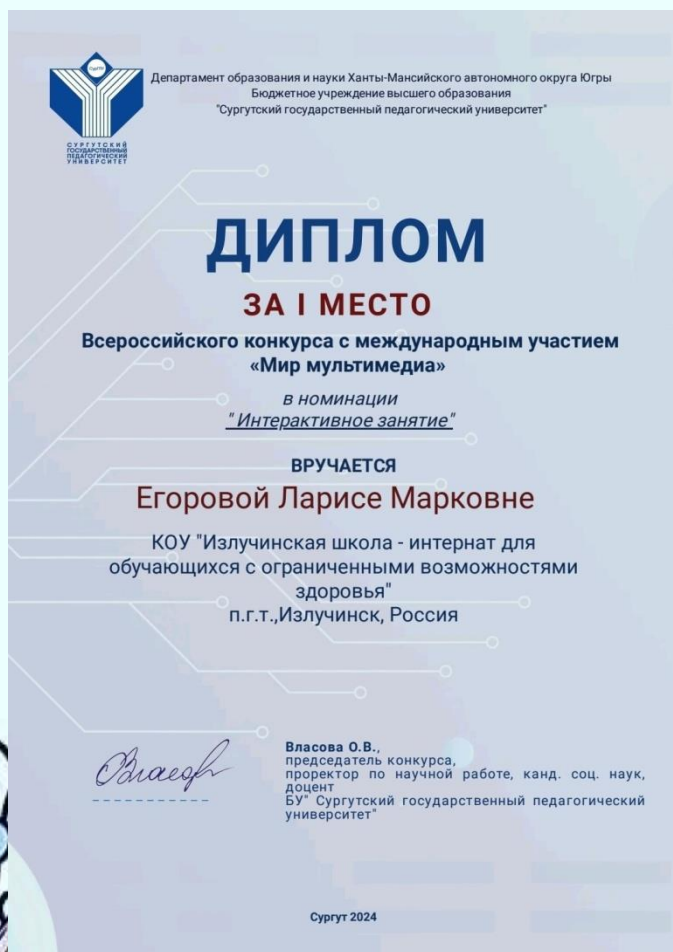 СурГПУ
СУРГУТСКИЙ
ГОСУДАРСТВЕННЫЙ
ПЕДАГОГИЧЕСКИЙ
УНИВЕРСИТЕТ
Департамент образования и науки Ханты-Мансийского автономного округа Югры
Бюджетное учреждение высшего образования
"Сургутский государственный педагогический университет"
ДИПЛОМ
ЗА I МЕСТО
Всероссийского конкурса с международным участием
«Мир мультимедиа»
в номинации
" Интерактивное занятие"
ВРУЧАЕТСЯ
Егоровой Ларисе Марковне
КОУ "Излучинская школа - интернат для
обучающихся с ограниченными возможностями
здоровья"
п.г.т.,Излучинск, Россия
Власова О.В.,
председатель конкурса,
проректор по научной работе, канд. соц. наук,
доцент
БУ" Сургутский государственный педагогический
университет"
Сургут 2024